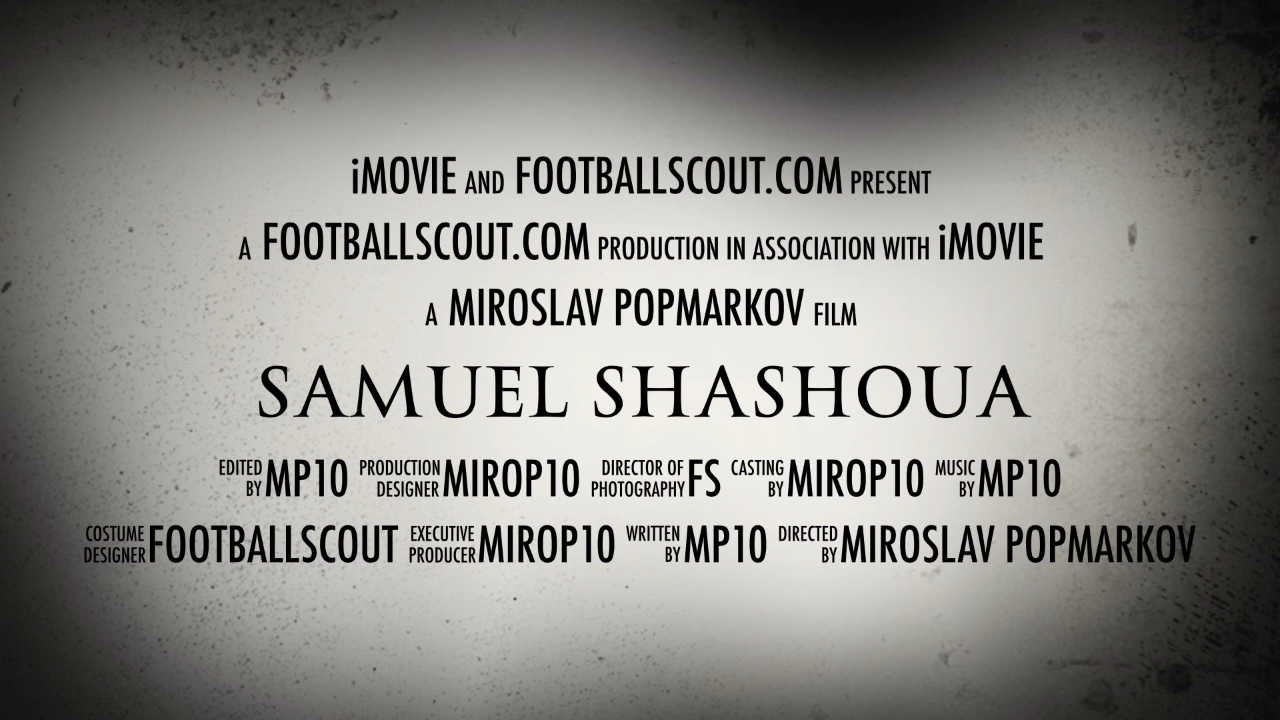 iMOVIE AND FOOTBALLSCOUT.COM PRESENT
A FOOTBALLSCOUT.COM PRODUCTION IN ASSOCIATION WITH iMOVIE
A MIROSLAV POPMARKOV FILM
SAMUEL SHASHOUA
EDITED BY MP10 PRODUCTION DESIGNER MIROP10 DIRECTOR OF PHOTOGRAPHY FS CASTING BY MIROP10 MUSIC BY MP10
COSTUME DESIGNER FOOTBALLSCOUT EXECUTIVE PRODUCER MIROP10 WRITTEN BY MP10 DIRECTED BY MIROSLAV POPMARKOV